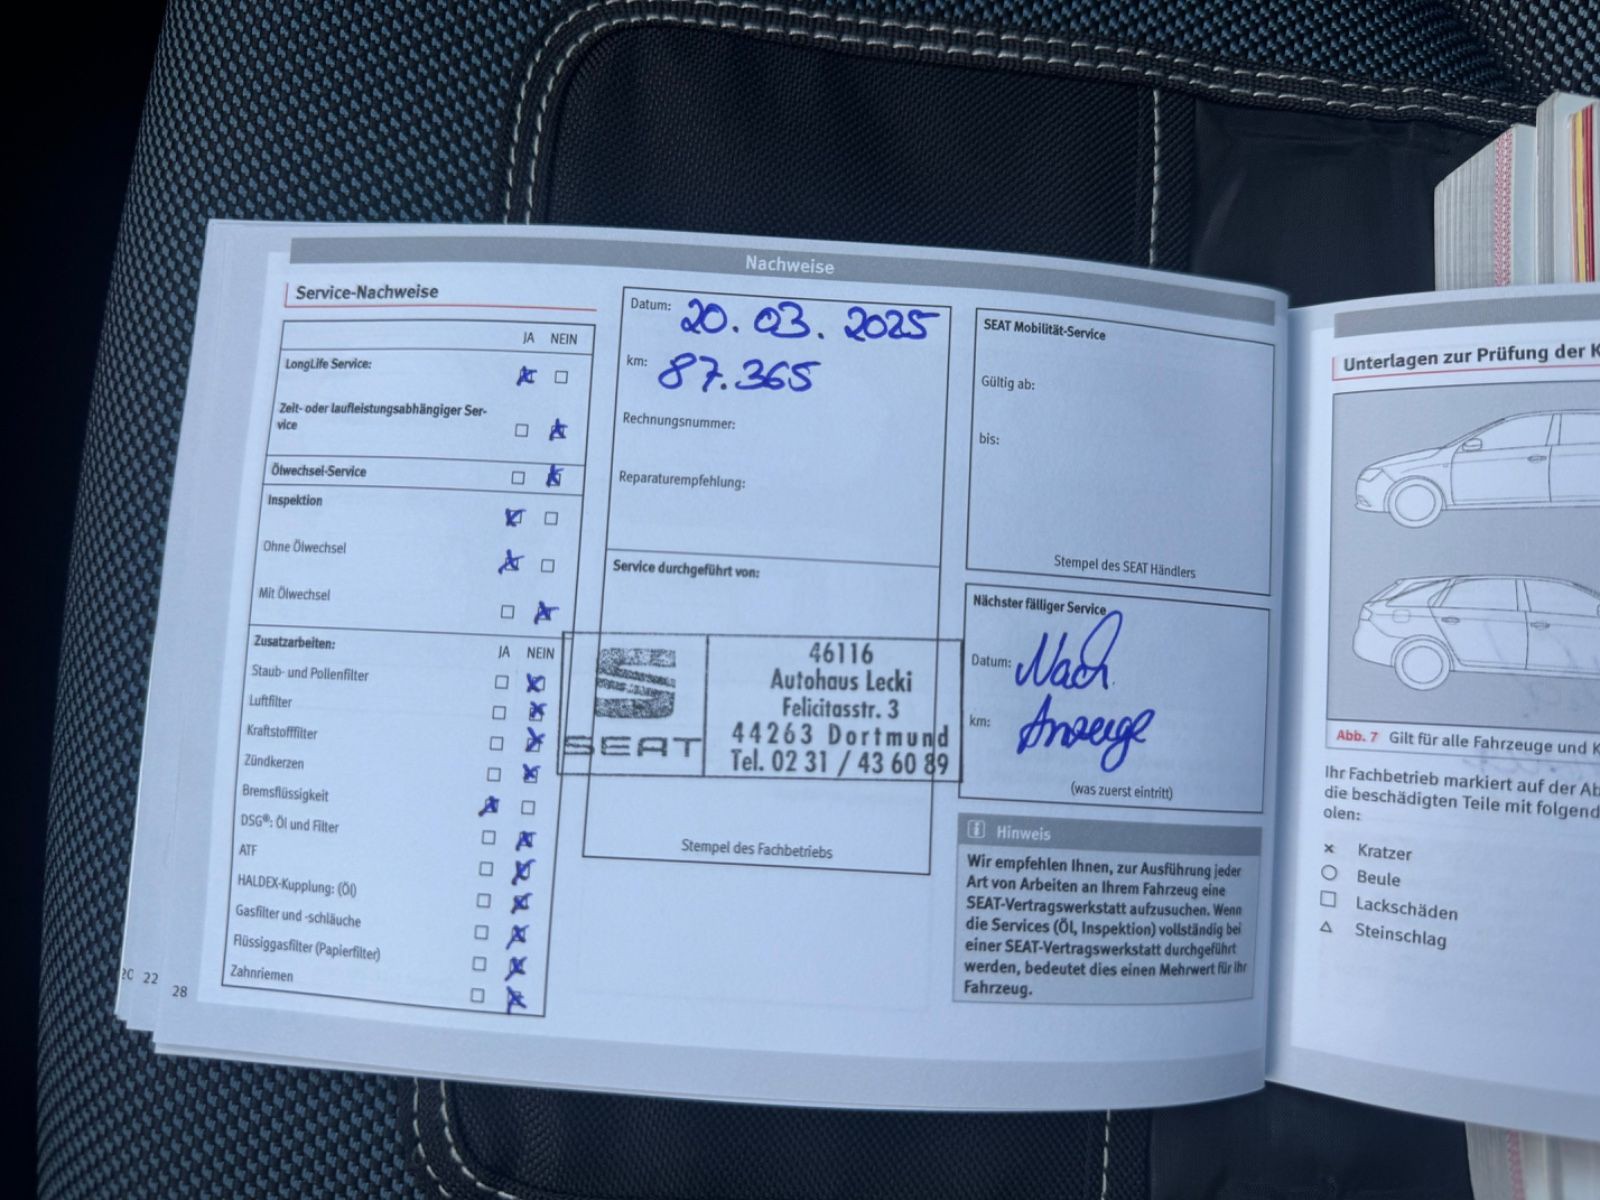 Nachweise
Service-Nachweise
JA NEIN
LongLife Service:
Zeit- oder laufleistungsabhängiger Ser-
vice
Ölwechsel-Service
Inspektion
Ohne Ölwechsel
Mit Ölwechsel
Zusatzarbeiten:
JA NEIN
Staub- und Pollenfilter
Luftfilter
Kraftstofffilter
Zündkerzen
Bremsflüssigkeit
DSG®: Öl und Filter
ATF
HALDEX-Kupplung: (Öl)
Gasfilter und -schläuche
Flüssiggasfilter (Papierfilter)
Zahnriemen
22
28
Datum: 20.03.2025
km: 87.365
Rechnungsnummer:
Reparaturempfehlung:
Service durchgeführt von:
SEAT
46116
Autohaus Lecki
Felicitasstr. 3
44263 Dortmund
Tel. 02 31 / 43 60 89
Stempel des Fachbetriebs
SEAT Mobilität-Service
Gültig ab:
bis:
Stempel des SEAT Händlers
Nächster fälliger Service
Datum: Nach
km: Anzeige
(was zuerst eintritt)
Hinweis
Wir empfehlen Ihnen, zur Ausführung jeder
Art von Arbeiten an Ihrem Fahrzeug eine
SEAT-Vertragswerkstatt aufzusuchen. Wenn
die Services (Öl, Inspektion) vollständig bei
einer SEAT-Vertragswerkstatt durchgeführt
werden, bedeutet dies einen Mehrwert für Ihr
Fahrzeug.
Unterlagen zur Prüfung der K
Abb. 7 Gilt für alle Fahrzeuge und K
Ihr Fachbetrieb markiert auf der Ab
die beschädigten Teile mit folgend
olen:
× Kratzer
○ Beule
□ Lackschäden
△ Steinschlag